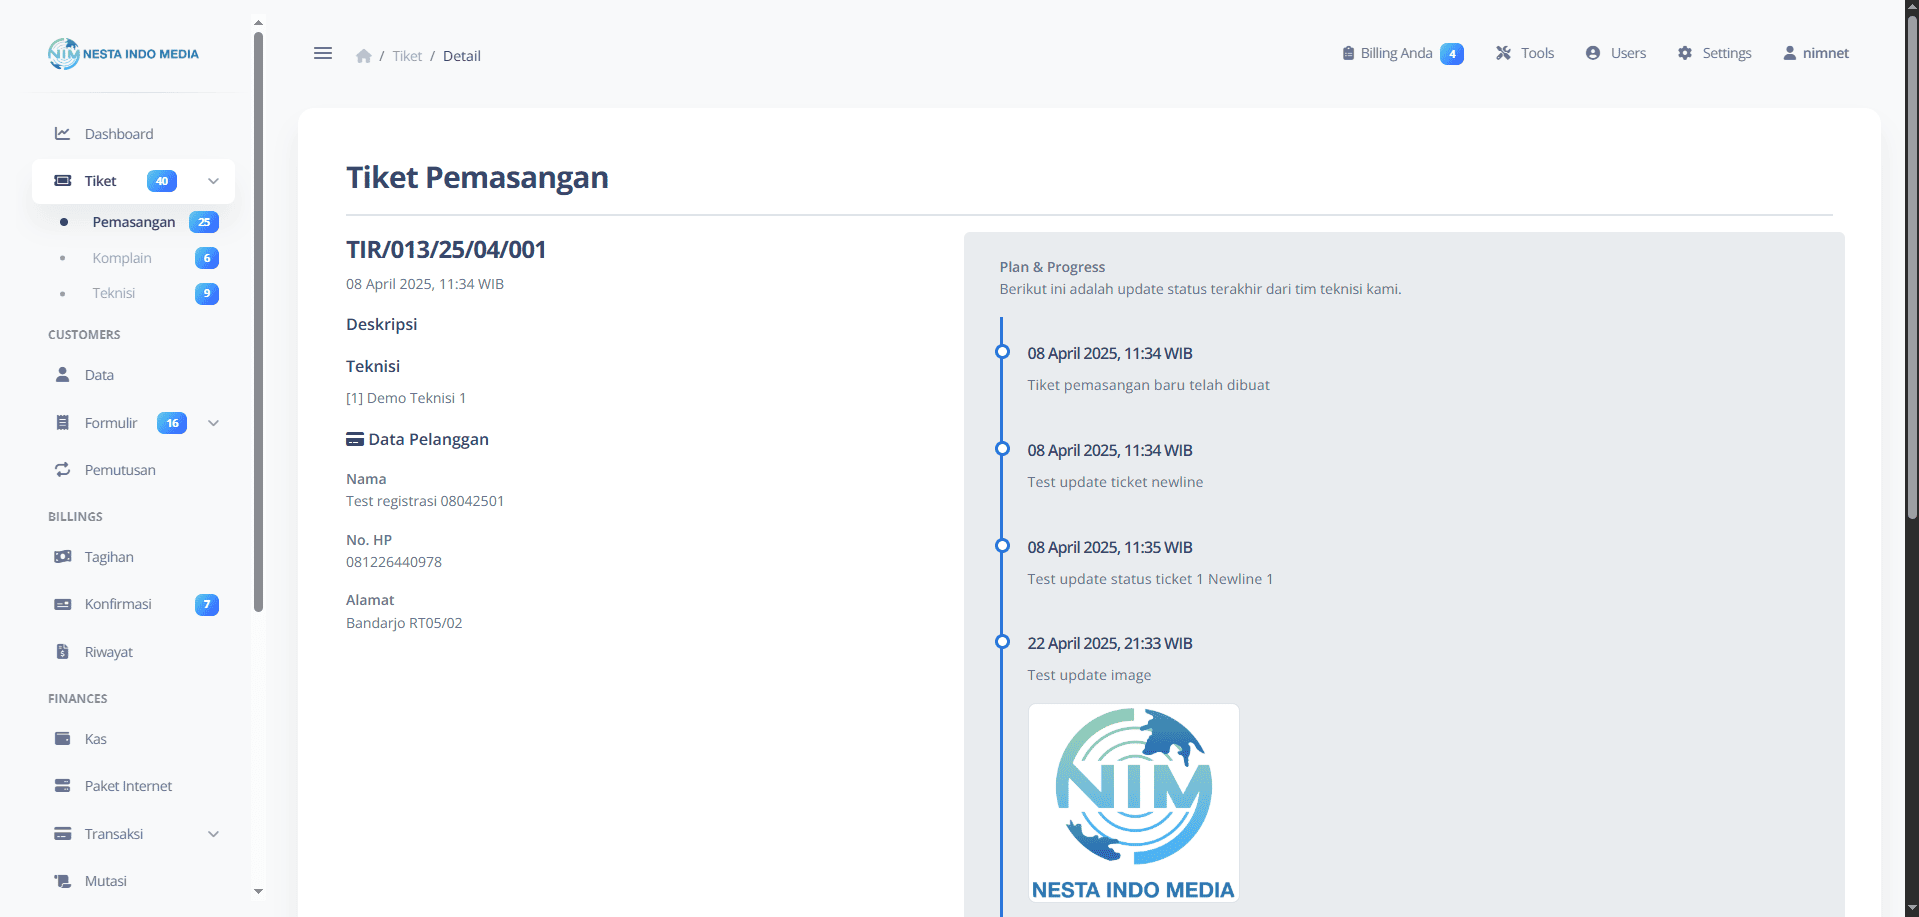 NIM NESTA INDO MEDIA
/ Tiket / Detail
Billing Anda 4
Tools
Users
Settings
nimnet
Dashboard
Tiket 40
Pemasangan 25
Komplain 6
Teknisi 9
CUSTOMERS
Data
Formulir 16
Pemutusan
BILLINGS
Tagihan
Konfirmasi 7
Riwayat
FINANCES
Kas
Paket Internet
Transaksi
Mutasi
Tiket Pemasangan
TIR/013/25/04/001
08 April 2025, 11:34 WIB
Deskripsi
Teknisi
[1] Demo Teknisi 1
Data Pelanggan
Nama
Test registrasi 08042501
No. HP
081226440978
Alamat
Bandarjo RT05/02
Plan & Progress
Berikut ini adalah update status terakhir dari tim teknisi kami.
08 April 2025, 11:34 WIB
Tiket pemasangan baru telah dibuat
08 April 2025, 11:34 WIB
Test update ticket newline
08 April 2025, 11:35 WIB
Test update status ticket 1 Newline 1
22 April 2025, 21:33 WIB
Test update image
NIM
NESTA INDO MEDIA